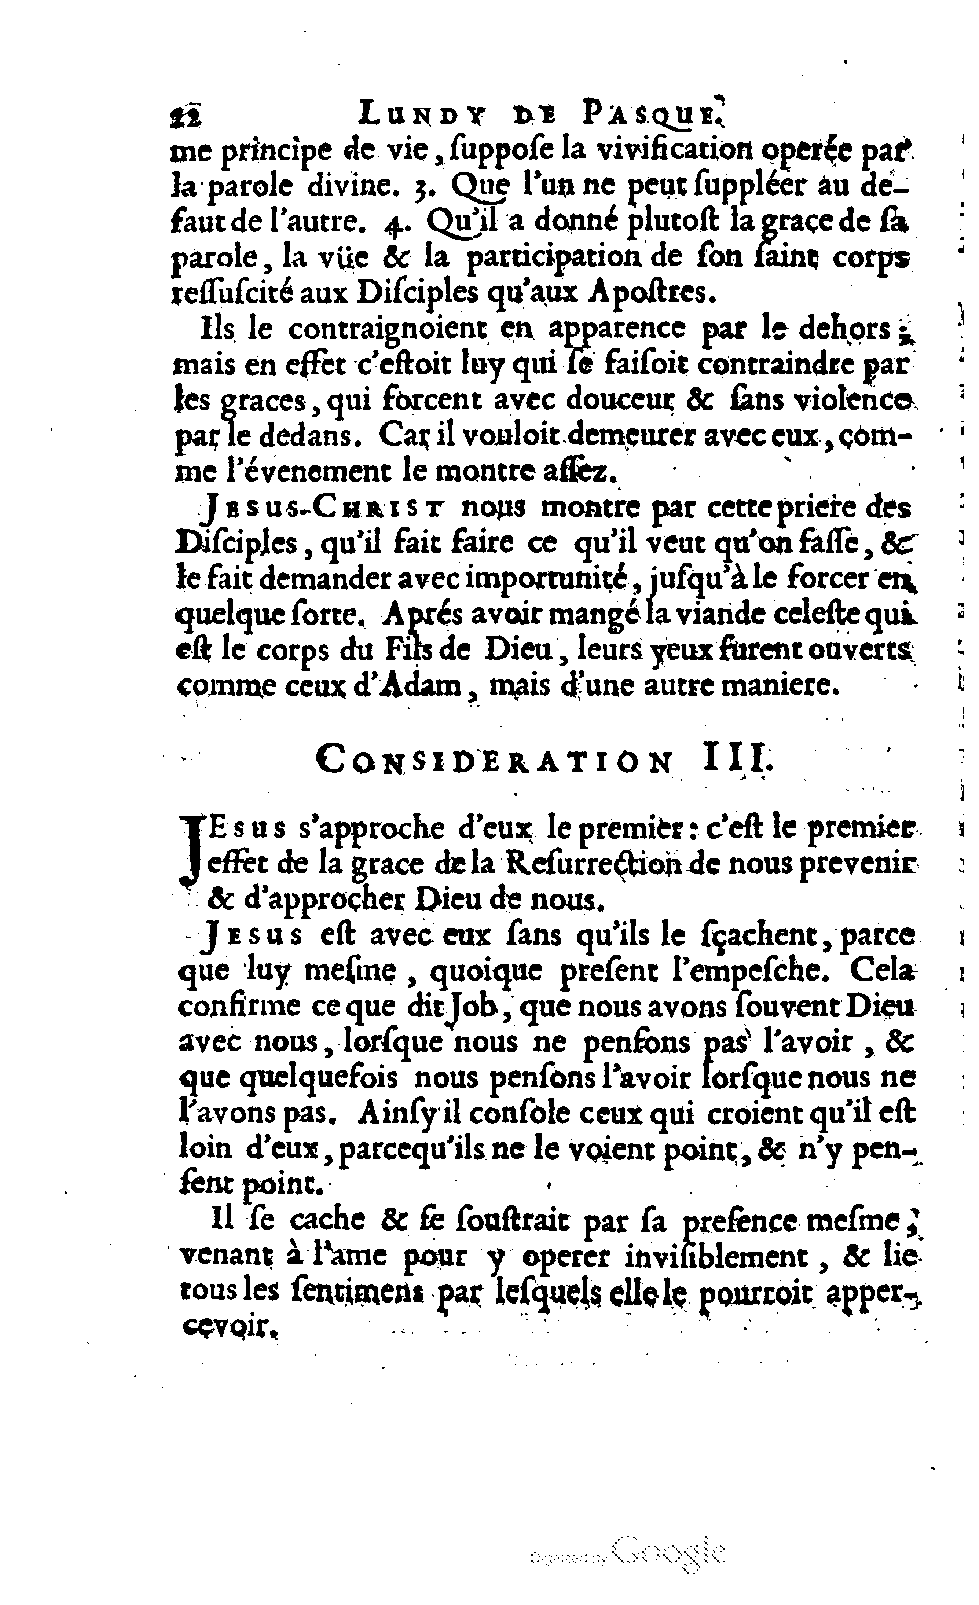 22 LUNDY DE PASQUE.
me principe de vie, ſuppoſe la vivification operée par
la parole divine. 3. Que l'un ne peut ſuppléer au dé-
faut de l'autre. 4. Qu'il a donné plutoſt la grace de ſa
parole, la vüe & la participation de ſon ſaint corps
reſſuſcité aux Diſciples qu'aux Apoſtres.
Ils le contraignoient en apparence par le dehors ;
mais en effet c'eſtoit luy qui ſe faiſoit contraindre par
les graces, qui forcent avec douceur & ſans violence
par le dedans. Car il vouloit demeurer avec eux, com-
me l'évenement le montre aſſez.
JESUS-CHRIST nous montre par cette priere des
Diſciples, qu'il fait faire ce qu'il veut qu'on faſſe, &
le fait demander avec importunité, juſqu'à le forcer en
quelque ſorte. Aprés avoir mangé la viande celeſte qui
eſt le corps du Fils de Dieu, leurs yeux furent ouverts
comme ceux d'Adam, mais d'une autre maniere.
CONSIDERATION III.
JESUS s'approche d'eux le premier : c'eſt le premier
effet de la grace de la Reſurrection de nous prevenir
& d'approcher Dieu de nous.
JESUS eſt avec eux ſans qu'ils le ſçachent, parce
que luy meſme, quoique preſent l'empeſche. Cela
confirme ce que dit Job, que nous avons ſouvent Dieu
avec nous, lorſque nous ne penſons pas l'avoir, &
que quelquefois nous penſons l'avoir lorſque nous ne
l'avons pas. Ainſy il conſole ceux qui croient qu'il eſt
loin d'eux, parcequ'ils ne le voient point, & n'y pen-
ſent point.
Il ſe cache & ſe ſouſtrait par ſa preſence meſme ;
venant à l'ame pour y operer inviſiblement, & lie
tous les ſentimens par leſquels elle le pourroit apper-
cevoir.
Digitized by Google